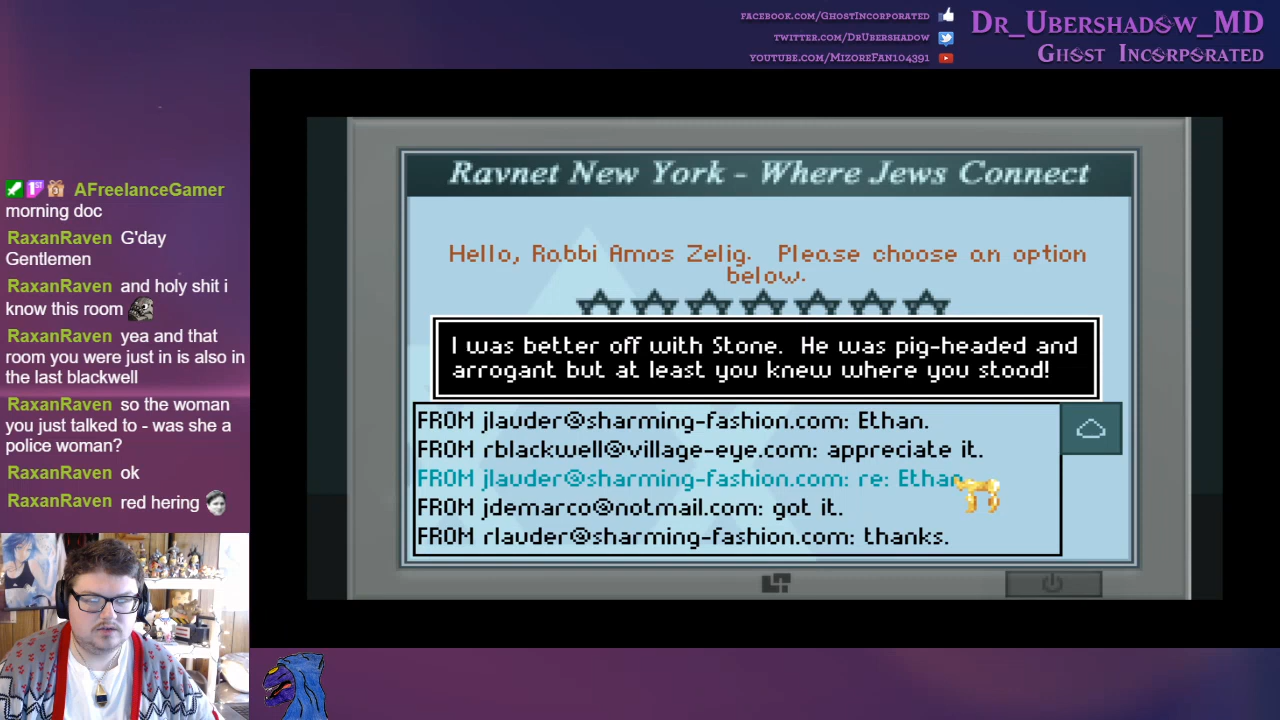 FACEBOOK.COM/GHOSTINCORPORATED
TWITTER.COM/DRUBERSHADOW
YOUTUBE.COM/MIZOREFAN104391
DR_UBERSHADOW_MD
GHOST INCORPORATED
AFreelanceGamer
morning doc
RaxanRaven G'day
Gentlemen
RaxanRaven and holy shit i
know this room
RaxanRaven yea and that
room you were just in is also in
the last blackwell
RaxanRaven so the woman
you just talked to - was she a
police woman?
RaxanRaven ok
RaxanRaven red hering
Ravnet New York - Where Jews Connect
Hello, Rabbi Amos Zelig. Please choose an option
below.
I was better off with Stone. He was pig-headed and
arrogant but at least you knew where you stood!
FROM jlauder@sharming-fashion.com: Ethan.
FROM rblackwell@village-eye.com: appreciate it.
FROM jlauder@sharming-fashion.com: re: Ethan
FROM jdemarco@notmail.com: got it.
FROM rlauder@sharming-fashion.com: thanks.